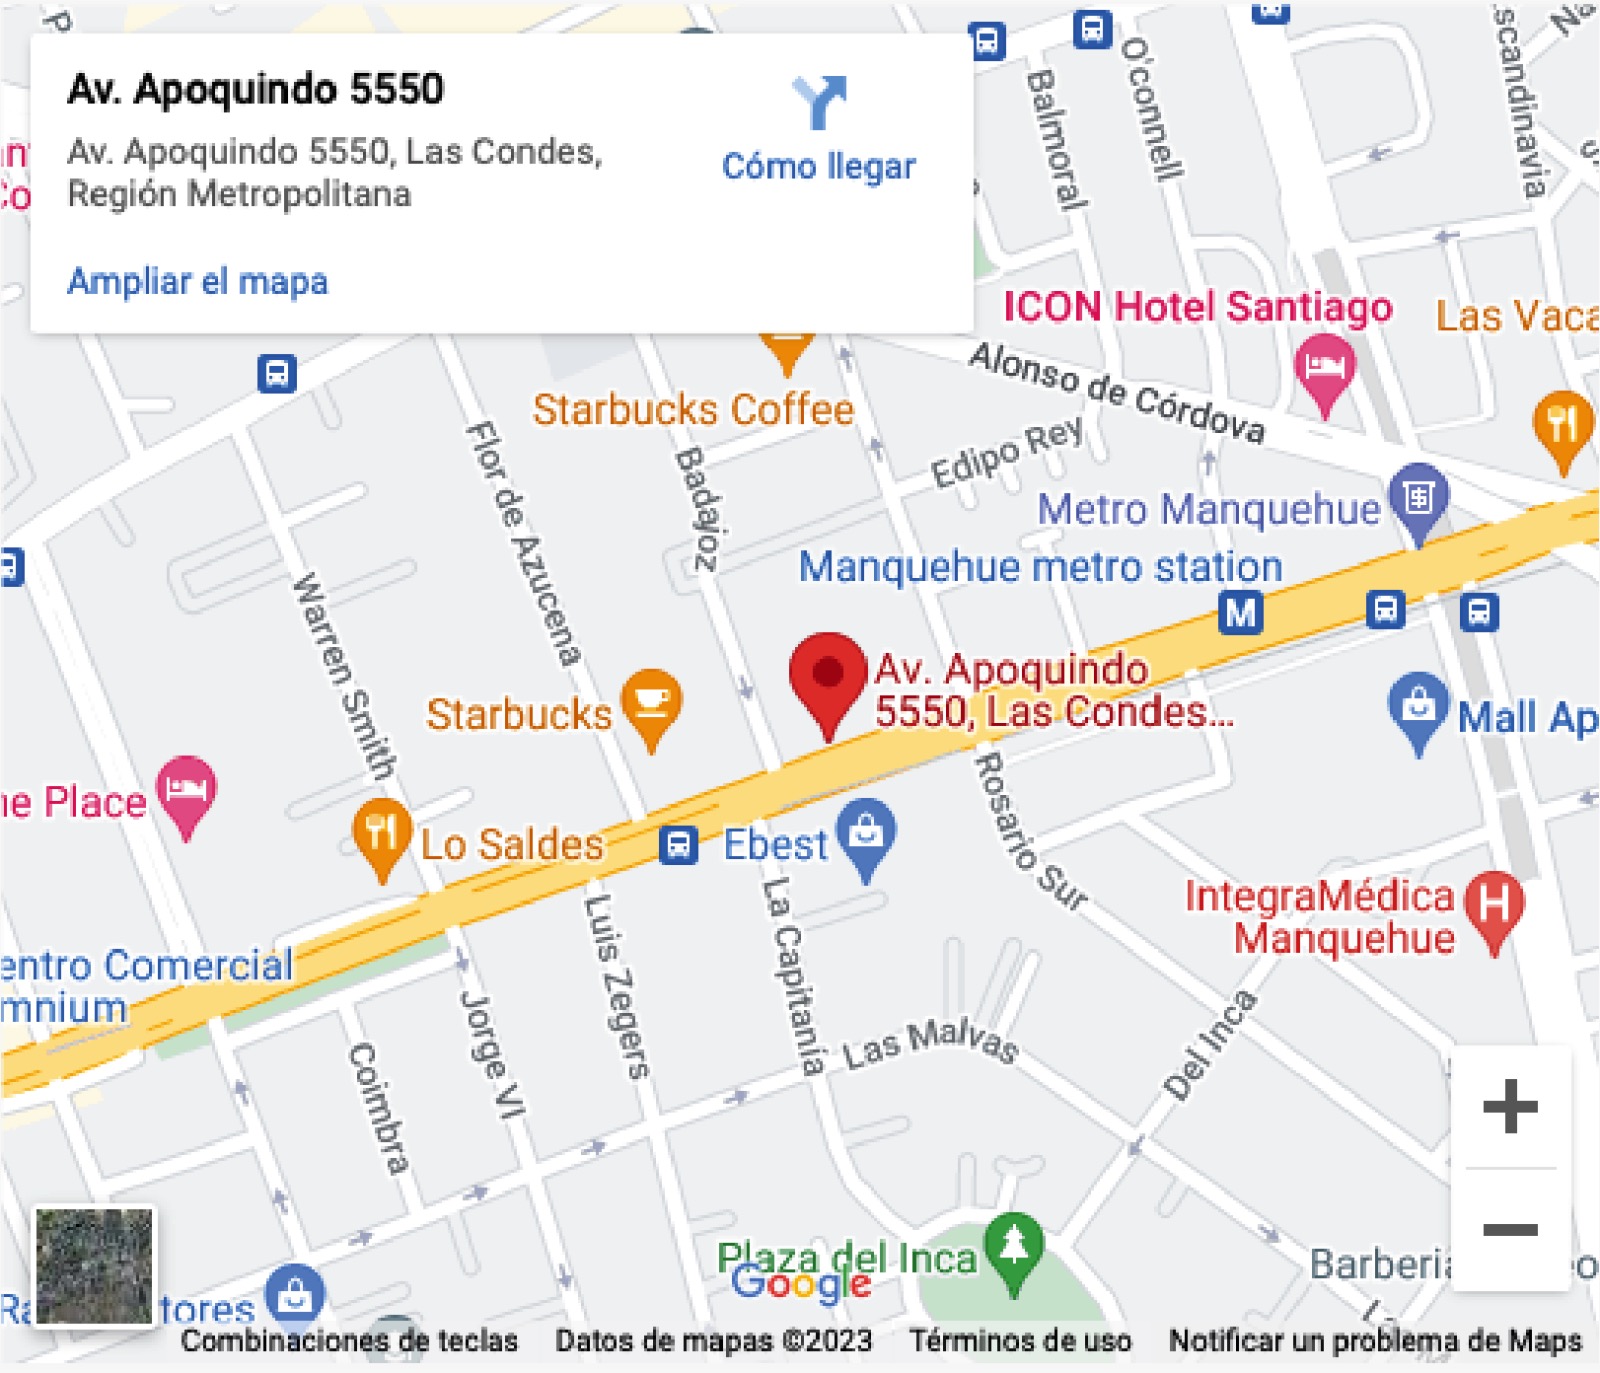 Av. Apoquindo 5550
Av. Apoquindo 5550, Las Condes,
Región Metropolitana
Cómo llegar
Ampliar el mapa
Balmoral
O'connell
ICON Hotel Santiago
Las Vaca
Alonso de Córdova
Starbucks Coffee
Edipo Rey
Flor de Azucena
Badajoz
Metro Manquehue
Manquehue metro station
M
Warren Smith
Av. Apoquindo
5550, Las Condes...
Starbucks
Mall Ap
Rosario Sur
ne Place
Lo Saldes
Ebest
La Capitanía
Luis Zegers
IntegraMédica
Manquehue
H
entro Comercial
mnium
Jorge VI
Coimbra
Las Malvas
Del Inca
+
−
Plaza del Inca
Google
Barberia
tores
Combinaciones de teclas
Datos de mapas ©2023
Términos de uso
Notificar un problema de Maps